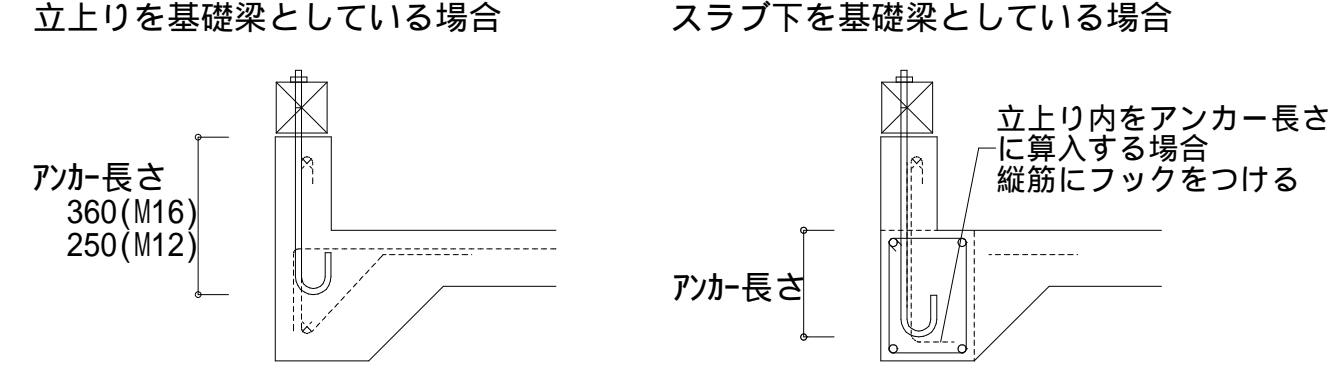 立上りを基礎梁としている場合
スラブ下を基礎梁としている場合
立上り内をアンカー長さ
に算入する場合
縦筋にフックをつける
ｱﾝｶｰ長さ
360(M16)
250(M12)
ｱﾝｶｰ長さ